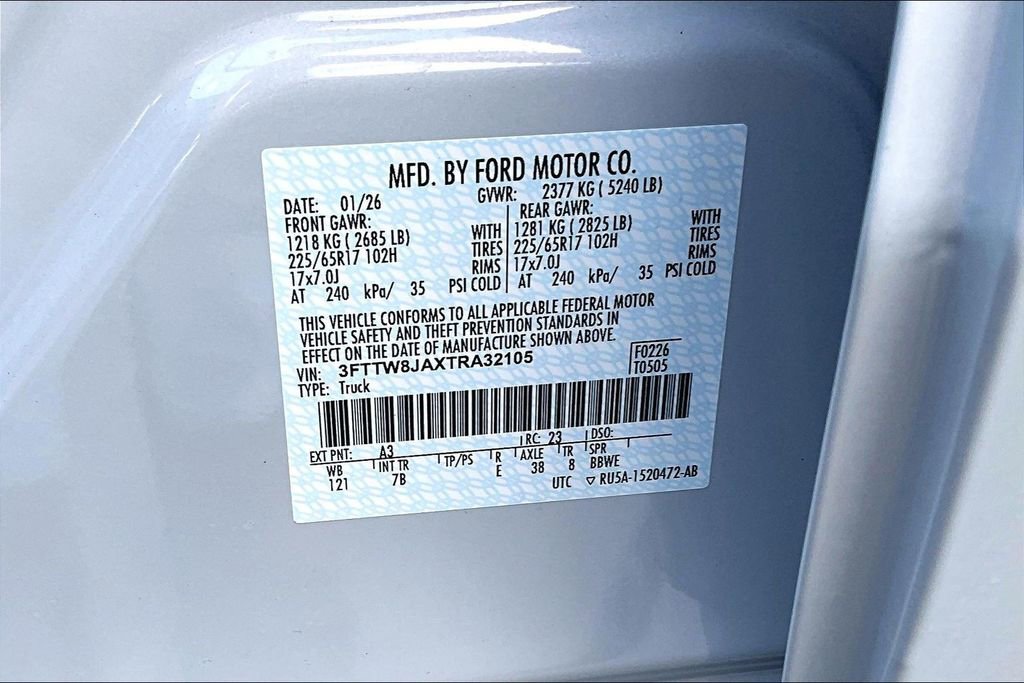 MFD. BY FORD MOTOR CO.
DATE: 01/26 GVWR: 2377 KG ( 5240 LB)
FRONT GAWR: REAR GAWR:
1218 KG ( 2685 LB) WITH 1281 KG ( 2825 LB) WITH
225/65R17 102H TIRES 225/65R17 102H TIRES
17x7.0J RIMS 17x7.0J RIMS
AT 240 kPa/ 35 PSI COLD AT 240 kPa/ 35 PSI COLD
THIS VEHICLE CONFORMS TO ALL APPLICABLE FEDERAL MOTOR
VEHICLE SAFETY AND THEFT PREVENTION STANDARDS IN
EFFECT ON THE DATE OF MANUFACTURE SHOWN ABOVE.
VIN: 3FTTW8JAXTRA32105 F0226
TYPE: Truck T0505
EXT PNT: A3 RC: 23 DSO:
WB INT TR TP/PS R AXLE TR SPR
121 7B E 38 8 BBWE
UTC ▽ RU5A-1520472-AB